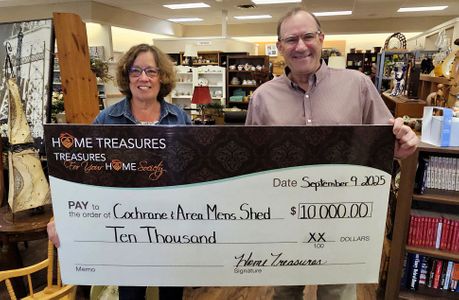 HOME TREASURES
TREASURES
For Your HOME Society
Date September 9 2025
PAY to
the order of Cochrane & Area Mens Shed $ 10 000.00
Ten Thousand XX/100 DOLLARS
Home Treasures
Memo Signature